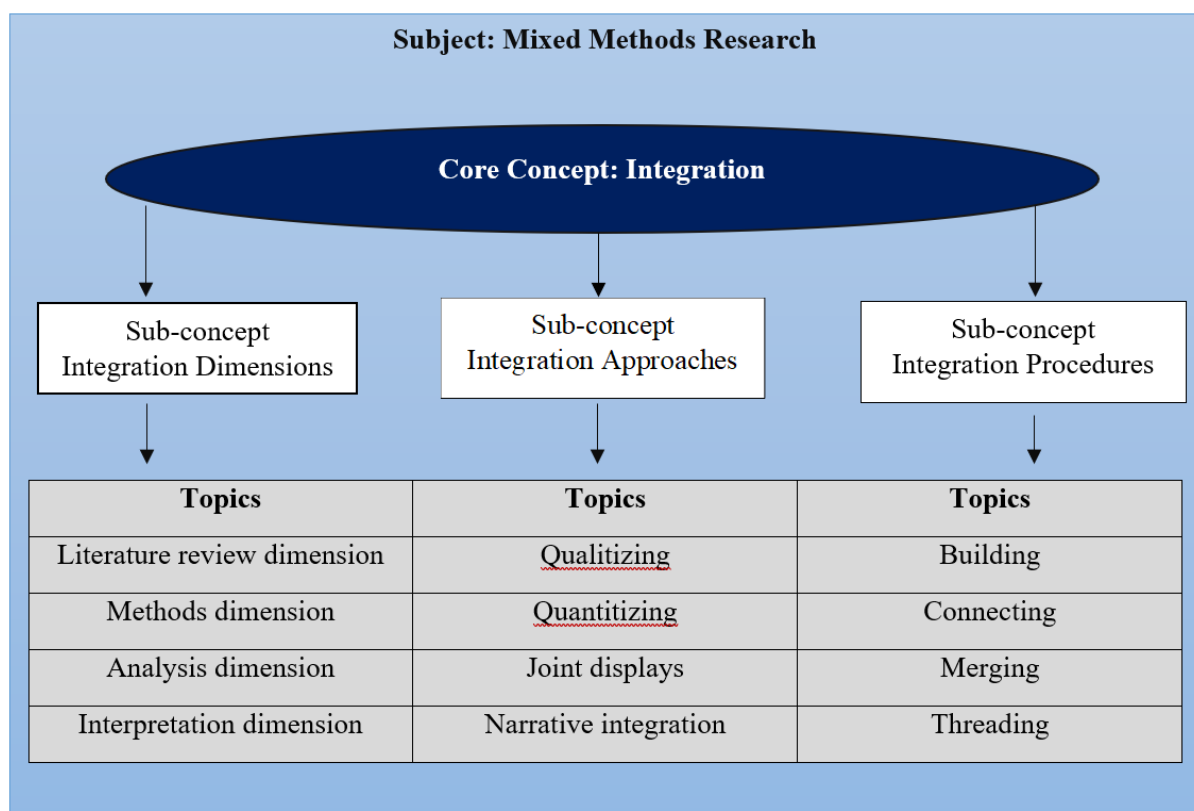 Subject: Mixed Methods Research
Core Concept: Integration
Sub-concept
Integration Dimensions
Sub-concept
Integration Approaches
Sub-concept
Integration Procedures
Topics Topics Topics
Literature review dimension Qualitizing Building
Methods dimension Quantitizing Connecting
Analysis dimension Joint displays Merging
Interpretation dimension Narrative integration Threading